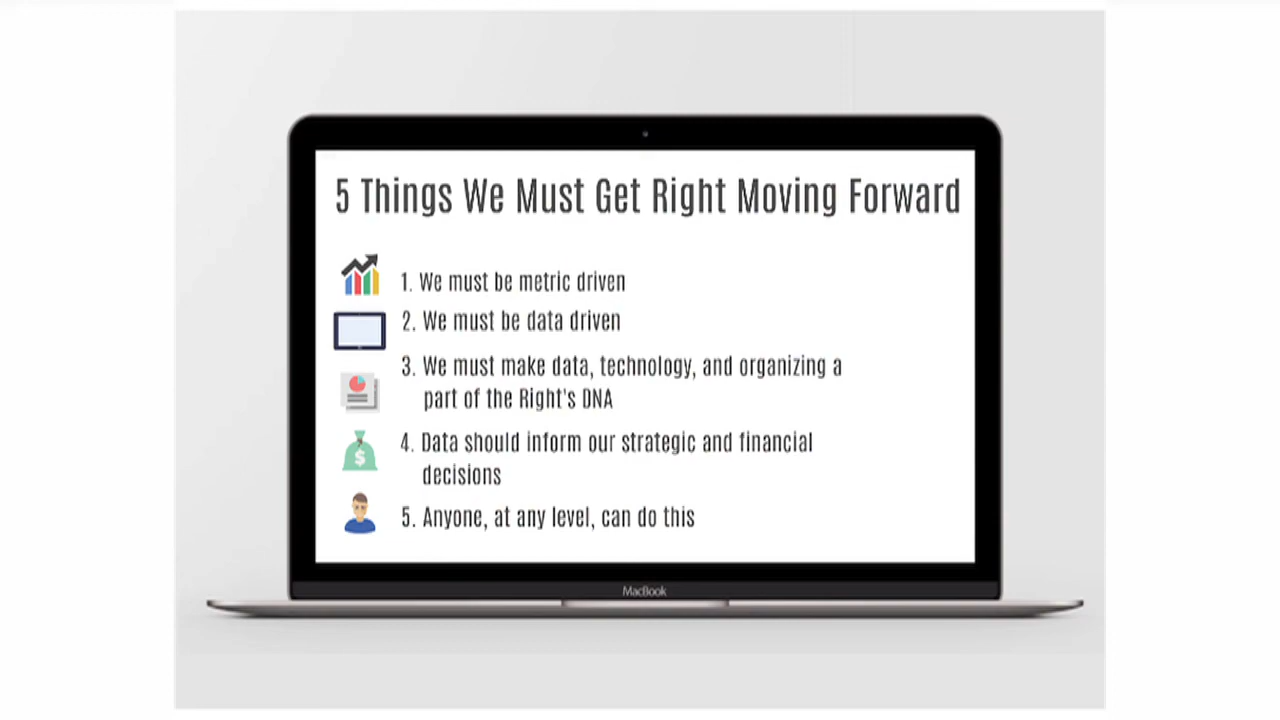 5 Things We Must Get Right Moving Forward
1. We must be metric driven
2. We must be data driven
3. We must make data, technology, and organizing a
part of the Right's DNA
4. Data should inform our strategic and financial
decisions
5. Anyone, at any level, can do this
MacBook